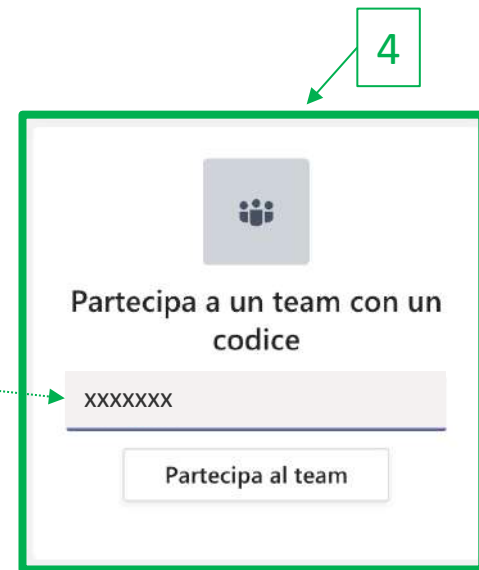 4
Partecipa a un team con un
codice
xxxxxxx
Partecipa al team